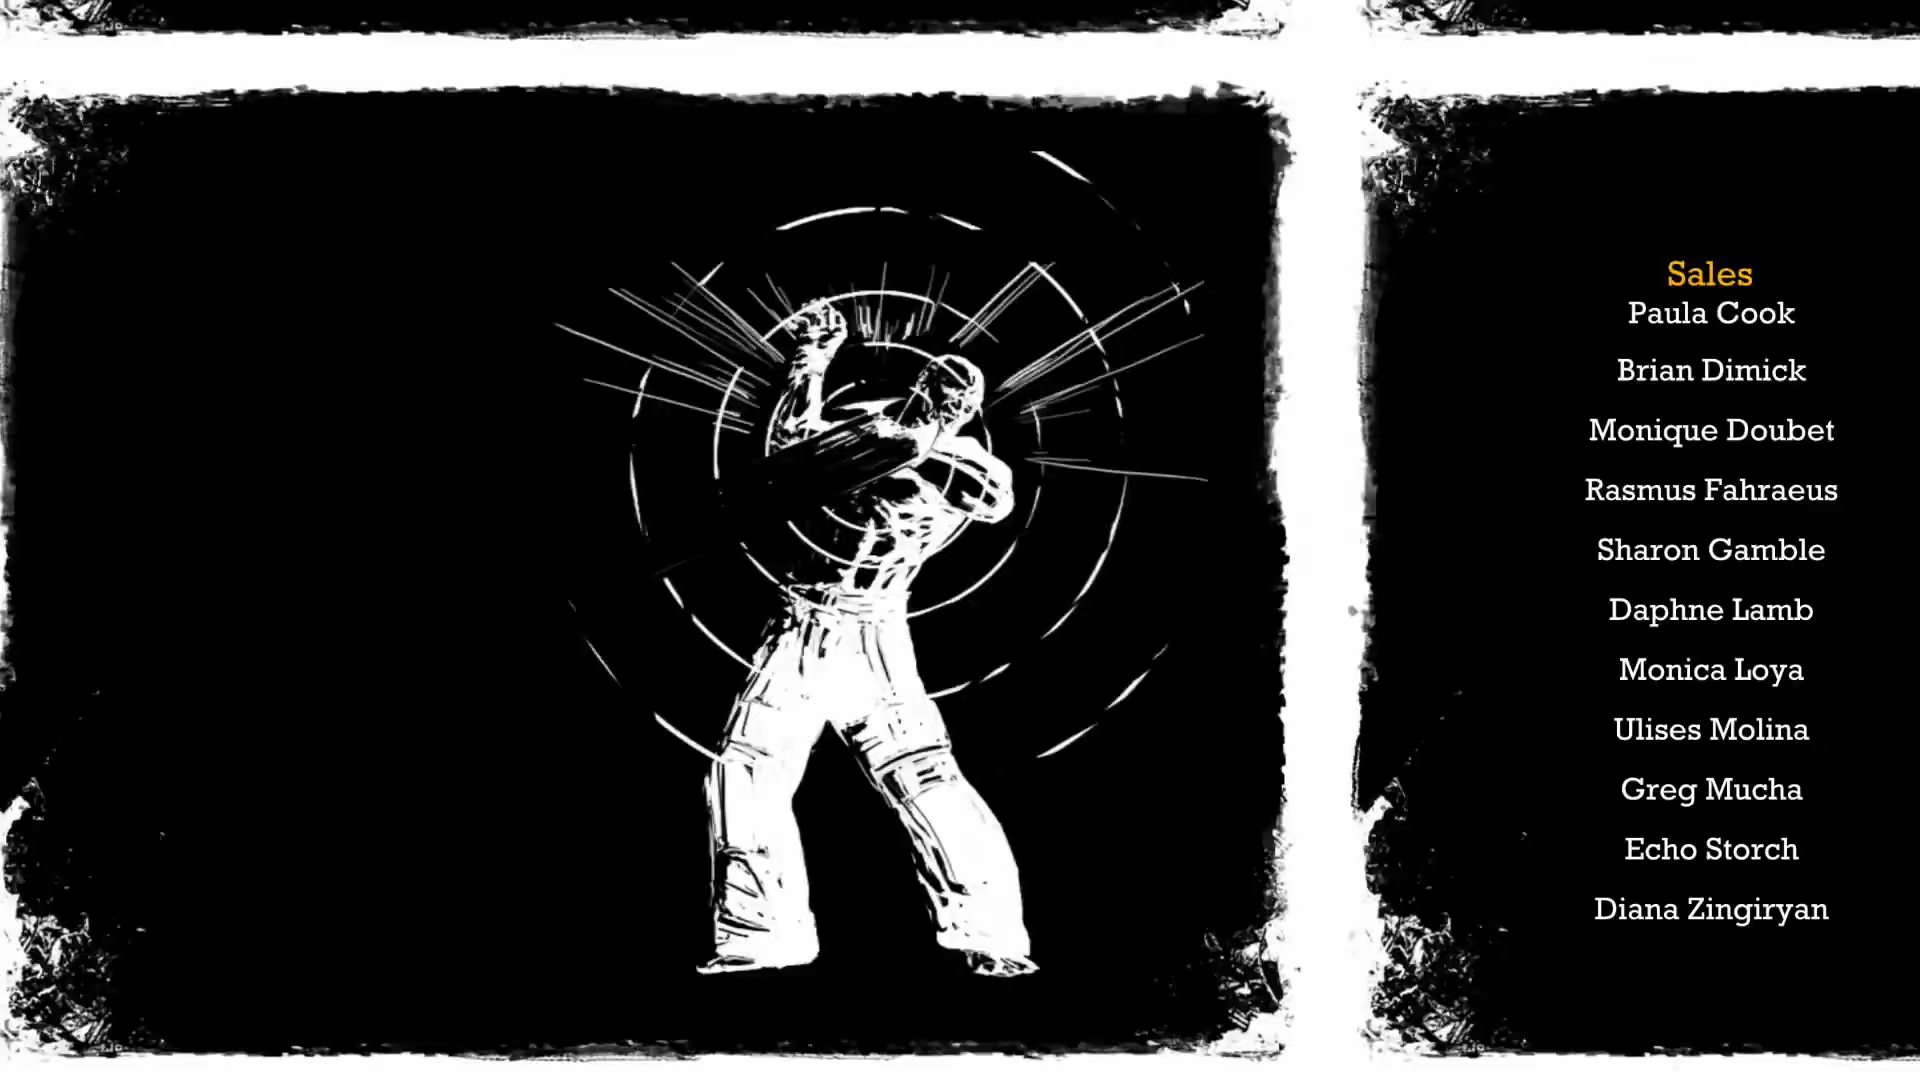 Sales
Paula Cook
Brian Dimick
Monique Doubet
Rasmus Fahraeus
Sharon Gamble
Daphne Lamb
Monica Loya
Ulises Molina
Greg Mucha
Echo Storch
Diana Zingiryan